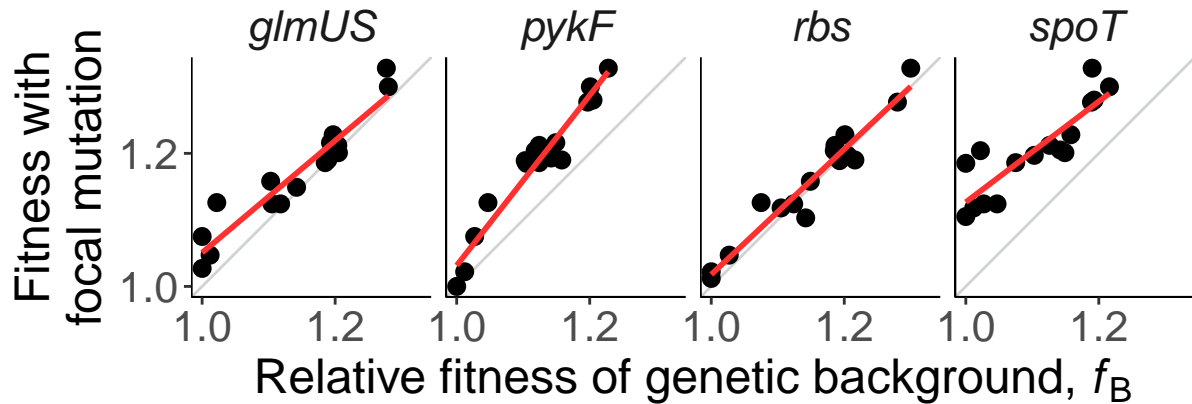 glmUS pykF rbs spoT
Fitness with
focal mutation
1.2
1.0
1.0 1.2 1.0 1.2 1.0 1.2 1.0 1.2
Relative fitness of genetic background, fB